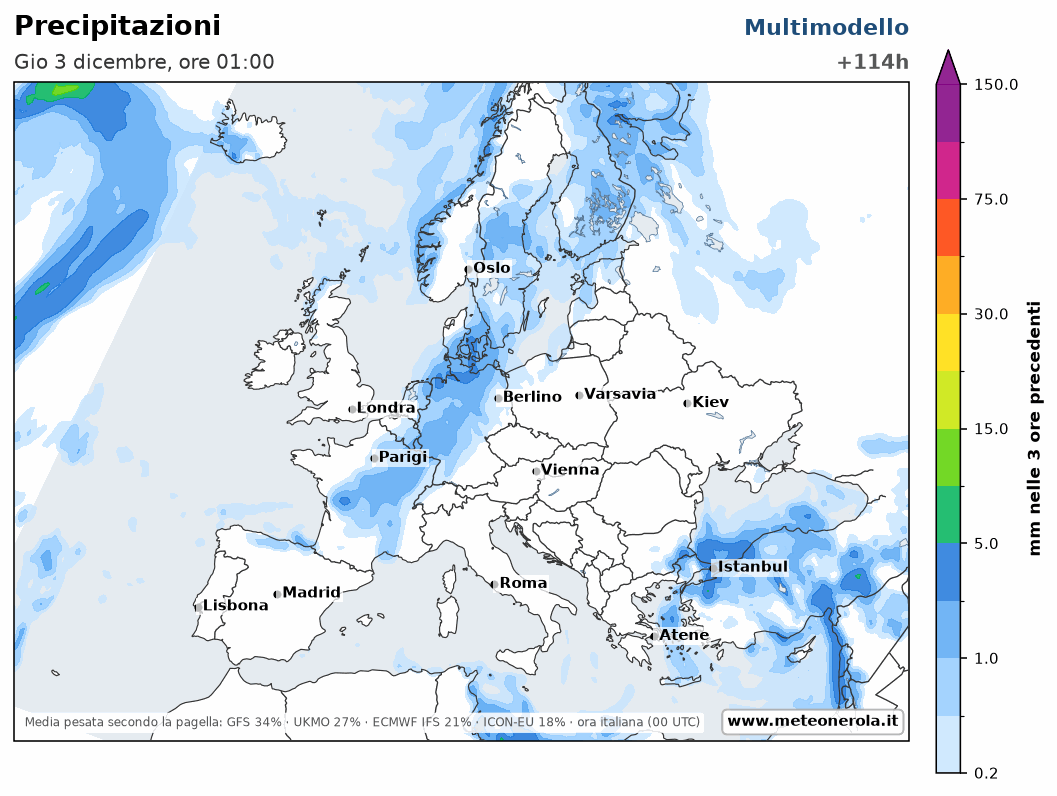 Precipitazioni
Multimodello
Gio 3 dicembre, ore 01:00
+114h
150.0
75.0
30.0
15.0
5.0
1.0
0.2
mm nelle 3 ore precedenti
Oslo
Londra
Berlino
Varsavia
Kiev
Parigi
Vienna
Istanbul
Roma
Madrid
Lisbona
Atene
Media pesata secondo la pagella: GFS 34% · UKMO 27% · ECMWF IFS 21% · ICON-EU 18% · ora italiana (00 UTC)
www.meteonerola.it